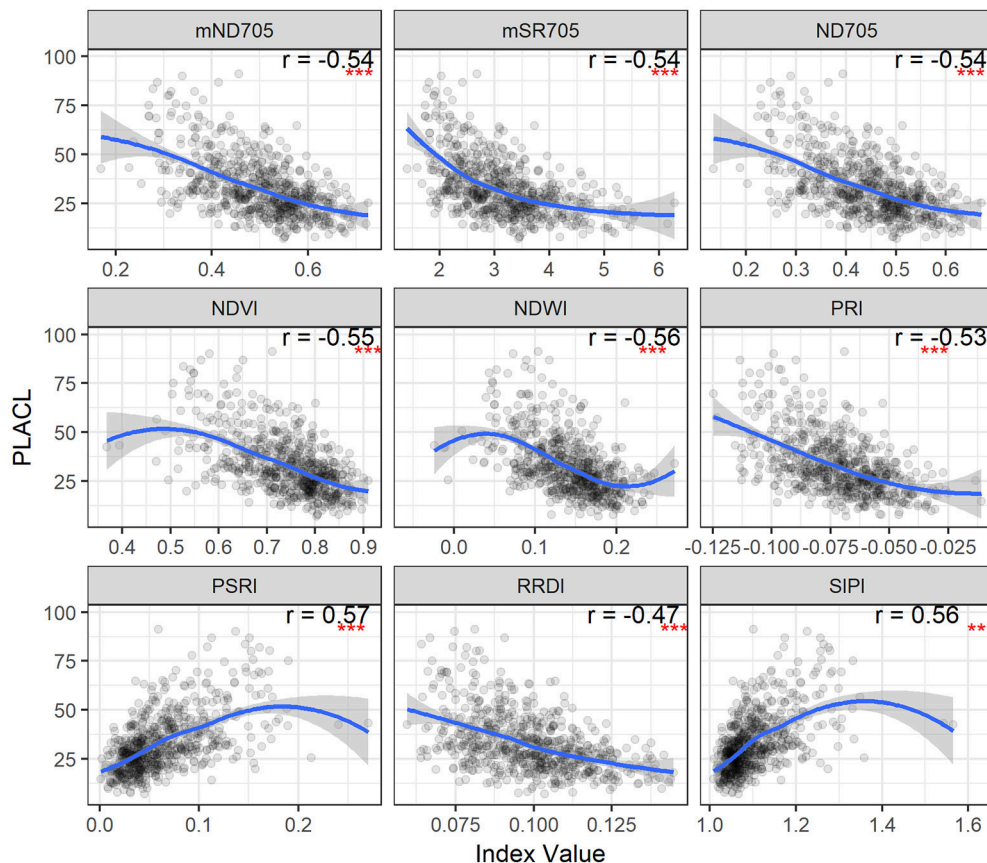 mND705 mSR705 ND705
r = -0.54 r = -0.54 r = -0.54
*** *** ***
100
75
50
25
0.2 0.4 0.6 2 3 4 5 6 0.2 0.3 0.4 0.5 0.6
NDVI NDWI PRI
r = -0.55 r = -0.56 r = -0.53
*** *** ***
100
75
50
25
0.4 0.5 0.6 0.7 0.8 0.9 0.0 0.1 0.2 -0.125 -0.100 -0.075 -0.050 -0.025
PLACL
PSRI RRDI SIPI
r = 0.57 r = -0.47 r = 0.56
*** *** **
100
75
50
25
0.0 0.1 0.2 0.075 0.100 0.125 1.0 1.2 1.4 1.6
Index Value